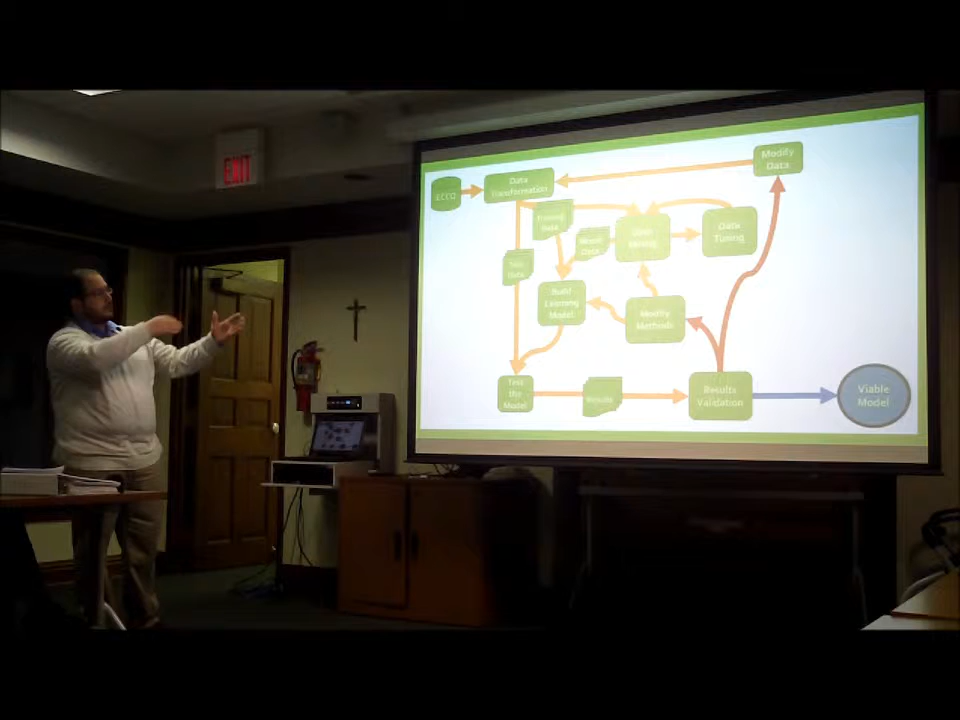 EXIT
Modify
Data
ECEQ
Data
Transformation
Training
Data
Model
Data
Data
Mining
Data
Tuning
Test
Data
Build
Learning
Model
Modify
Methods
Test
the
Model
Results
Results
Validation
Viable
Model